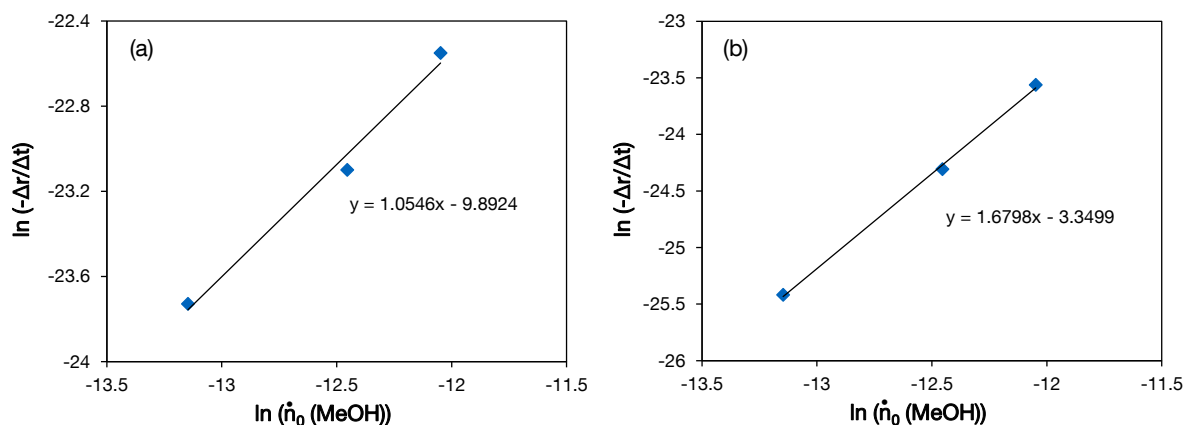 (a)
ln (-Δr/Δt)
-22.4
-22.8
-23.2
-23.6
-24
y = 1.0546x - 9.8924
-13.5
-13
-12.5
-12
-11.5
ln (ṅ₀ (MeOH))
(b)
ln (-Δr/Δt)
-23
-23.5
-24
-24.5
-25
-25.5
-26
y = 1.6798x - 3.3499
-13.5
-13
-12.5
-12
-11.5
ln (ṅ₀ (MeOH))